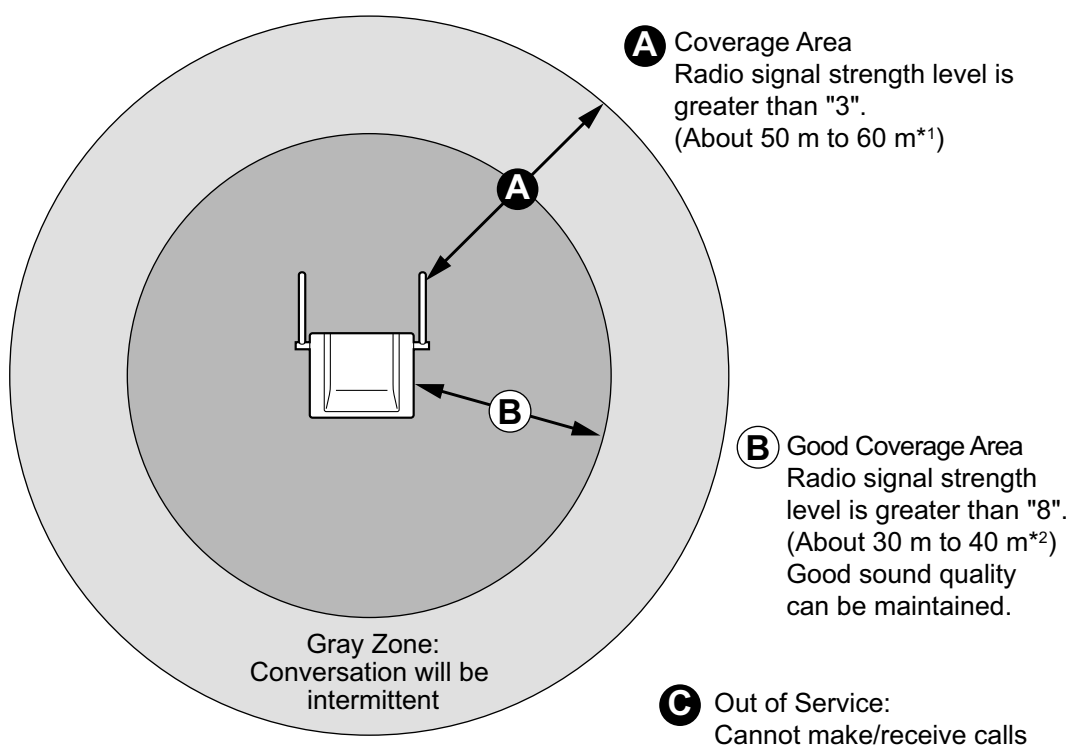 A Coverage Area
Radio signal strength level is
greater than "3".
(About 50 m to 60 m*1)
A
B
B Good Coverage Area
Radio signal strength
level is greater than "8".
(About 30 m to 40 m*2)
Good sound quality
can be maintained.
Gray Zone:
Conversation will be
intermittent
C Out of Service:
Cannot make/receive calls